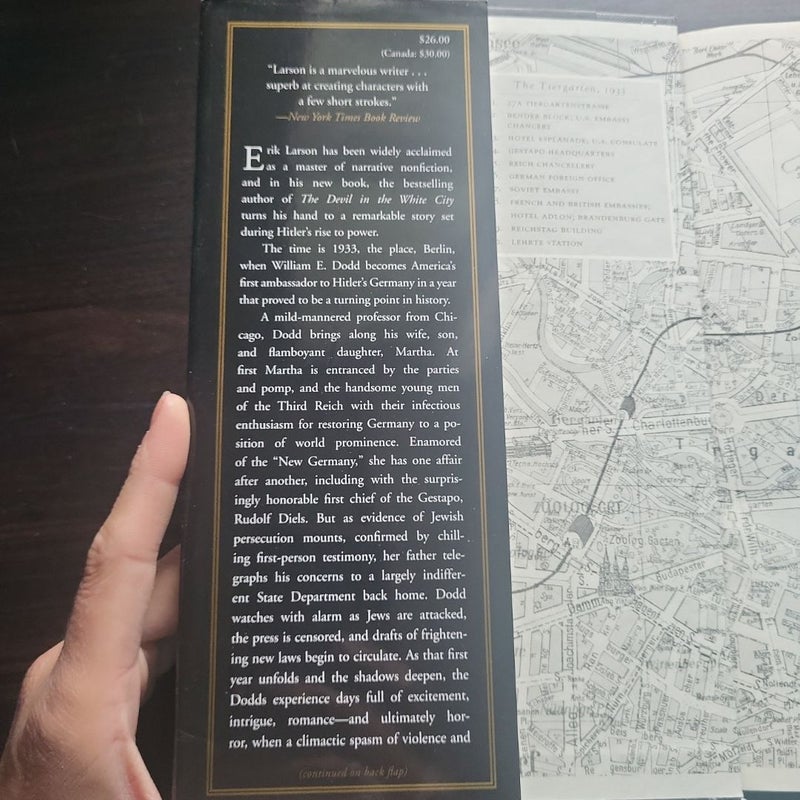 $26.00
(Canada: $30.00)
"Larson is a marvelous writer . . .
superb at creating characters with
a few short strokes."
—New York Times Book Review
Erik Larson has been widely acclaimed
as a master of narrative nonfiction,
and in his new book, the bestselling
author of The Devil in the White City
turns his hand to a remarkable story set
during Hitler's rise to power.
The time is 1933, the place, Berlin,
when William E. Dodd becomes America's
first ambassador to Hitler's Germany in a year
that proved to be a turning point in history.
A mild-mannered professor from Chi-
cago, Dodd brings along his wife, son,
and flamboyant daughter, Martha. At
first Martha is entranced by the parties
and pomp, and the handsome young men
of the Third Reich with their infectious
enthusiasm for restoring Germany to a po-
sition of world prominence. Enamored
of the "New Germany," she has one affair
after another, including with the surpris-
ingly honorable first chief of the Gestapo,
Rudolf Diels. But as evidence of Jewish
persecution mounts, confirmed by chill-
ing first-person testimony, her father tele-
graphs his concerns to a largely indiffer-
ent State Department back home. Dodd
watches with alarm as Jews are attacked,
the press is censored, and drafts of frighten-
ing new laws begin to circulate. As that first
year unfolds and the shadows deepen, the
Dodds experience days full of excitement,
intrigue, romance—and ultimately hor-
ror, when a climactic spasm of violence and
(continued on back flap)
The Tiergarten, 1933
27A TIERGARTENSTRASSE
BENDER BLOCK; U.S. EMBASSY
CHANCERY
HOTEL ESPLANADE; U.S. CONSULATE
GESTAPO HEADQUARTERS
REICH CHANCELLERY
GERMAN FOREIGN OFFICE
SOVIET EMBASSY
FRENCH AND BRITISH EMBASSIES;
HOTEL ADLON; BRANDENBURG GATE
REICHSTAG BUILDING
LEHRTE STATION
Charlottenburg
Zoolog. Garten
Budapester